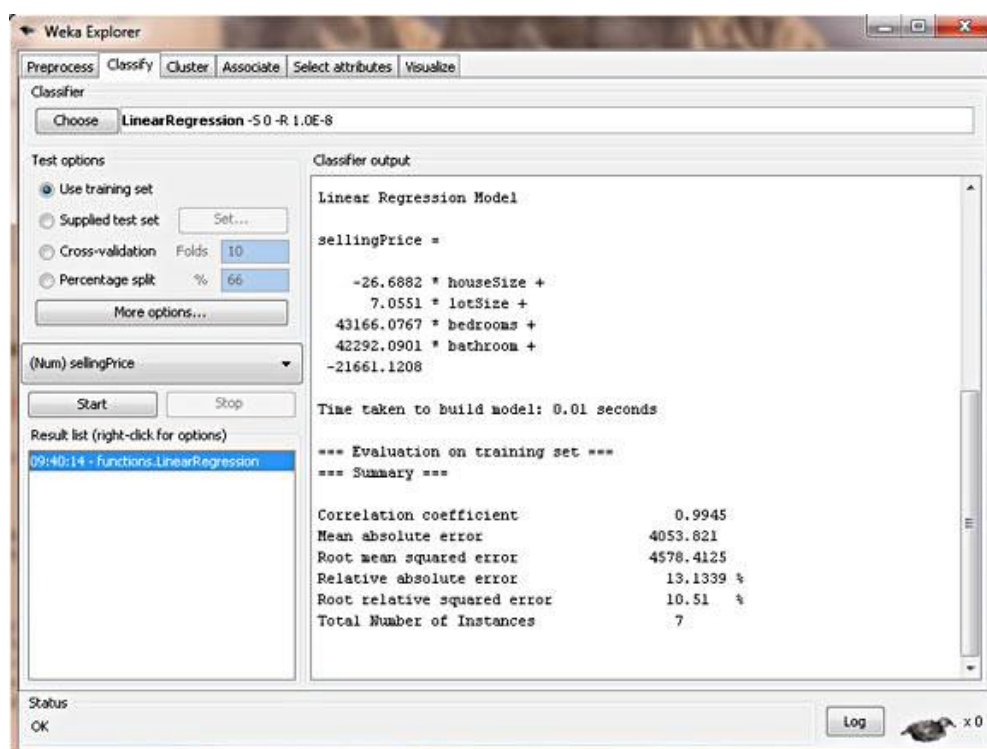 Weka Explorer
Preprocess Classify Cluster Associate Select attributes Visualize
Classifier
Choose LinearRegression -S 0 -R 1.0E-8
Test options
Use training set
Supplied test set Set...
Cross-validation Folds 10
Percentage split % 66
More options...
(Num) sellingPrice
Start Stop
Result list (right-click for options)
09:40:14 - functions.LinearRegression
Classifier output
Linear Regression Model
sellingPrice =
-26.6882 * houseSize +
7.0551 * lotSize +
43166.0767 * bedrooms +
42292.0901 * bathroom +
-21661.1208
Time taken to build model: 0.01 seconds
=== Evaluation on training set ===
=== Summary ===
Correlation coefficient 0.9945
Mean absolute error 4053.821
Root mean squared error 4578.4125
Relative absolute error 13.1339 %
Root relative squared error 10.51 %
Total Number of Instances 7
Status
OK
Log x 0